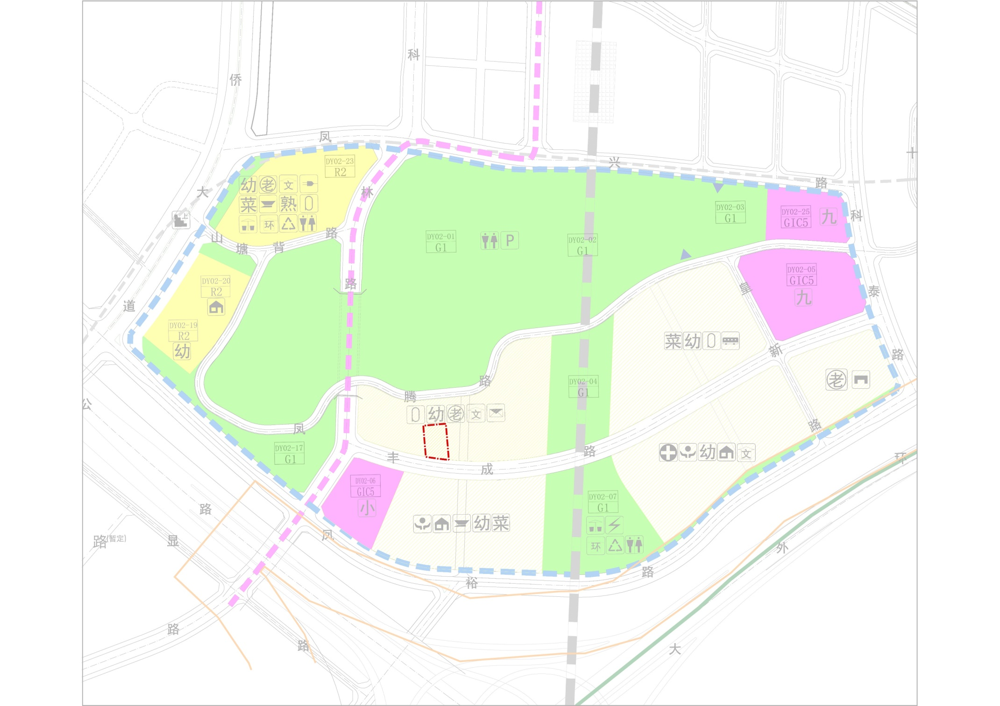 科
侨
凤
DY02-23
R2
兴
十
路
幼 老 文
大
林
菜 熟
环
上
DY02-03
G1
DY02-25
GIC5
九
科
路
山
塘
背
DY02-01
G1
P
DY02-02
G1
DY02-20
R2
路
DY02-05
GIC5
九
皇
泰
道
DY02-19
R2
幼
菜 幼
新
路
老
路
腾
DY02-04
G1
公
幼 老 文
凤
路
DY02-17
G1
丰
成
路
幼 文
环
DY02-06
GIC5
小
DY02-07
G1
路
幼 菜
凤
显
路(暂定)
环
外
裕
路
路
路
大